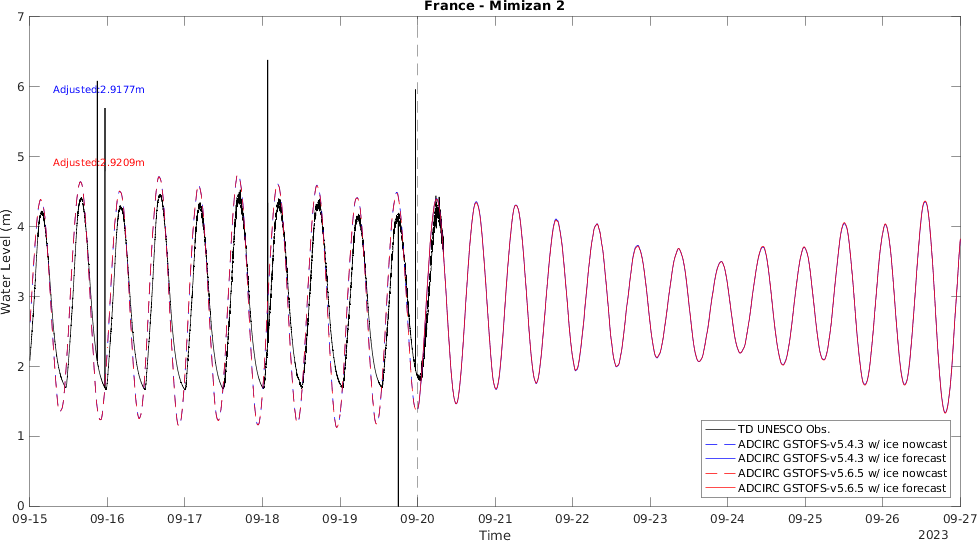 France - Mimizan 2
7
6
5
4
3
2
1
0
Water Level (m)
Adjusted:2.9177m
Adjusted:2.9209m
TD UNESCO Obs.
ADCIRC GSTOFS-v5.4.3 w/ ice nowcast
ADCIRC GSTOFS-v5.4.3 w/ ice forecast
ADCIRC GSTOFS-v5.6.5 w/ ice nowcast
ADCIRC GSTOFS-v5.6.5 w/ ice forecast
09-15 09-16 09-17 09-18 09-19 09-20 09-21 09-22 09-23 09-24 09-25 09-26 09-27
Time
2023